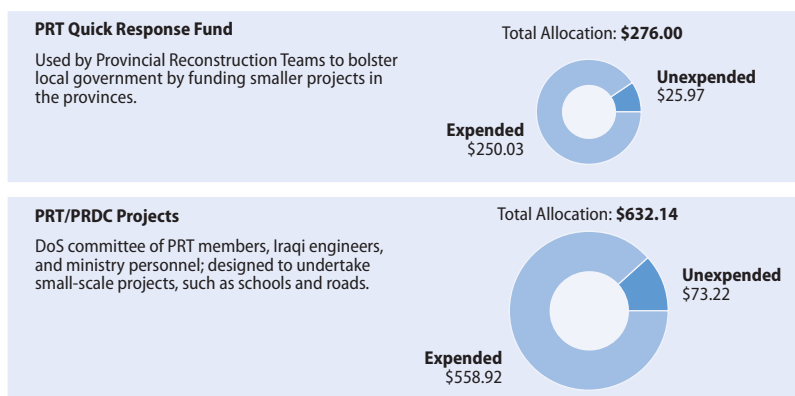 PRT Quick Response Fund
Used by Provincial Reconstruction Teams to bolster
local government by funding smaller projects in
the provinces.
Total Allocation: $276.00
Unexpended
$25.97
Expended
$250.03
PRT/PRDC Projects
DoS committee of PRT members, Iraqi engineers,
and ministry personnel; designed to undertake
small-scale projects, such as schools and roads.
Total Allocation: $632.14
Unexpended
$73.22
Expended
$558.92